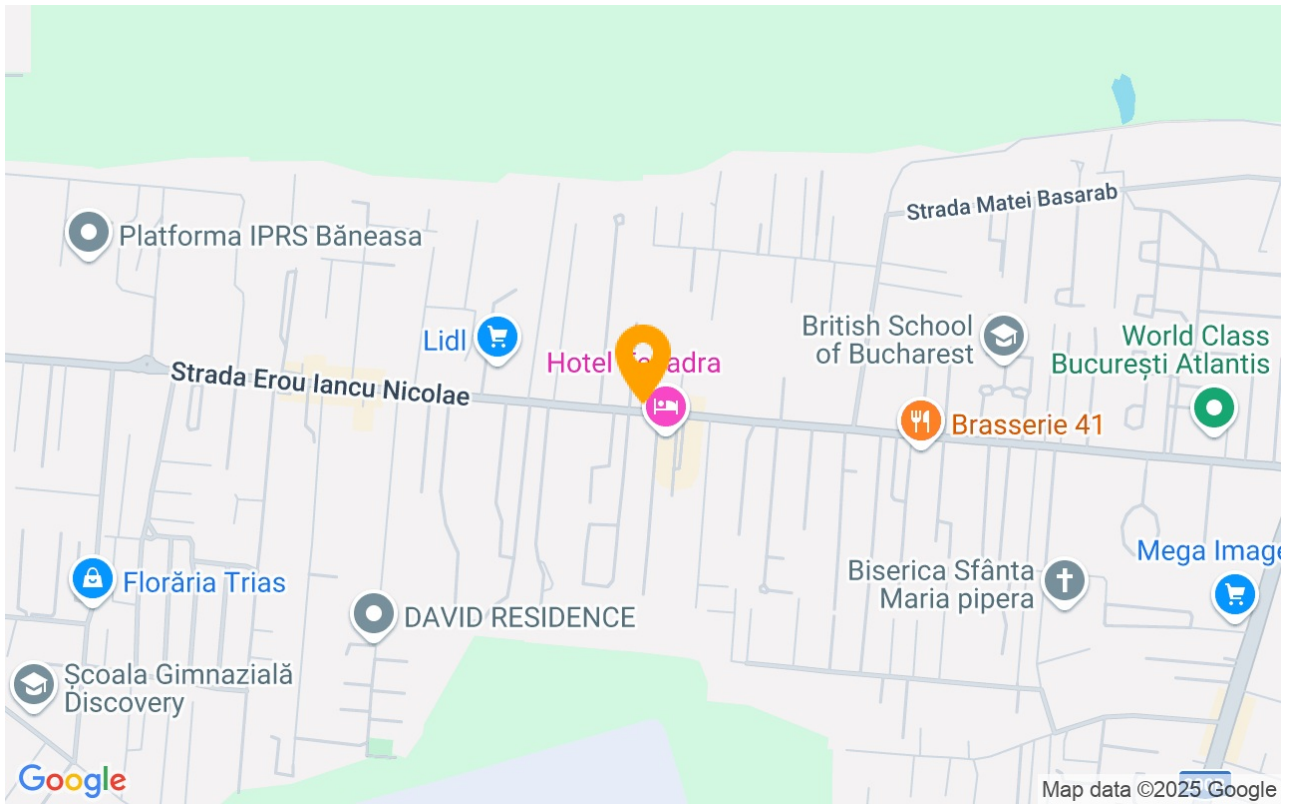 Strada Matei Basarab
Platforma IPRS Băneasa
British School
of Bucharest
World Class
București Atlantis
Lidl
Hotel
Strada Erou Iancu Nicolae
Brasserie 41
Mega Image
Biserica Sfânta
Maria pipera
Florăria Trias
DAVID RESIDENCE
Școala Gimnazială
Discovery
Google
Map data ©2025 Google